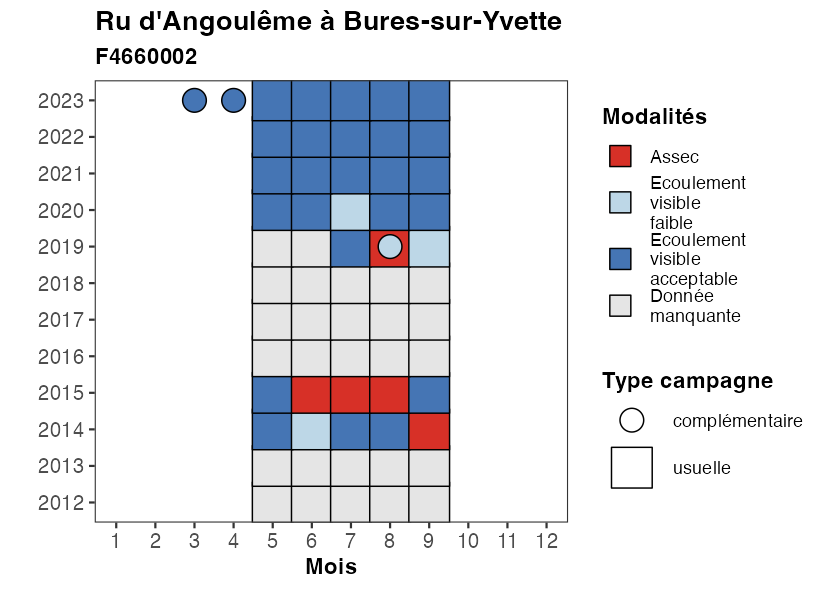 Ru d'Angoulême à Bures-sur-Yvette
F4660002
2023
2022
2021
2020
2019
2018
2017
2016
2015
2014
2013
2012
1 2 3 4 5 6 7 8 9 10 11 12
Mois
Modalités
Assec
Ecoulement
visible
faible
Ecoulement
visible
acceptable
Donnée
manquante
Type campagne
complémentaire
usuelle